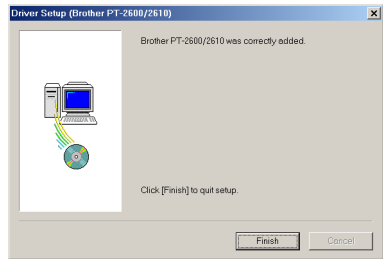 Driver Setup (Brother PT-2600/2610)
Brother PT-2600/2610 was correctly added.
Click [Finish] to quit setup.
Finish
Cancel